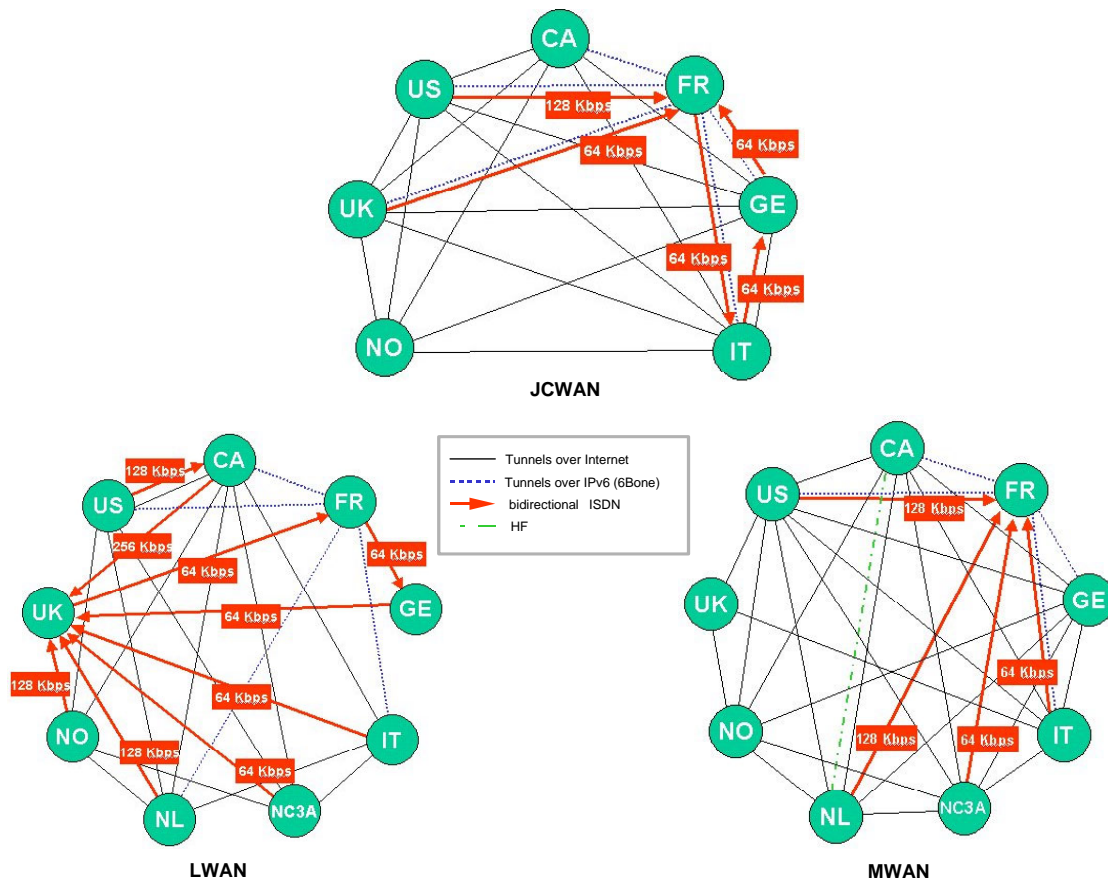 CA
US
FR
128 Kbps
64 Kbps
64 Kbps
UK
GE
64 Kbps
64 Kbps
NO
IT
JCWAN
Tunnels over Internet
Tunnels over IPv6 (6Bone)
bidirectional ISDN
HF
CA
128 Kbps
US
FR
256 Kbps
64 Kbps
64 Kbps
UK
GE
64 Kbps
128 Kbps
64 Kbps
NO
IT
128 Kbps
64 Kbps
NL
NC3A
LWAN
CA
US
FR
128 Kbps
UK
GE
64 Kbps
NO
128 Kbps
64 Kbps
IT
NL
NC3A
MWAN